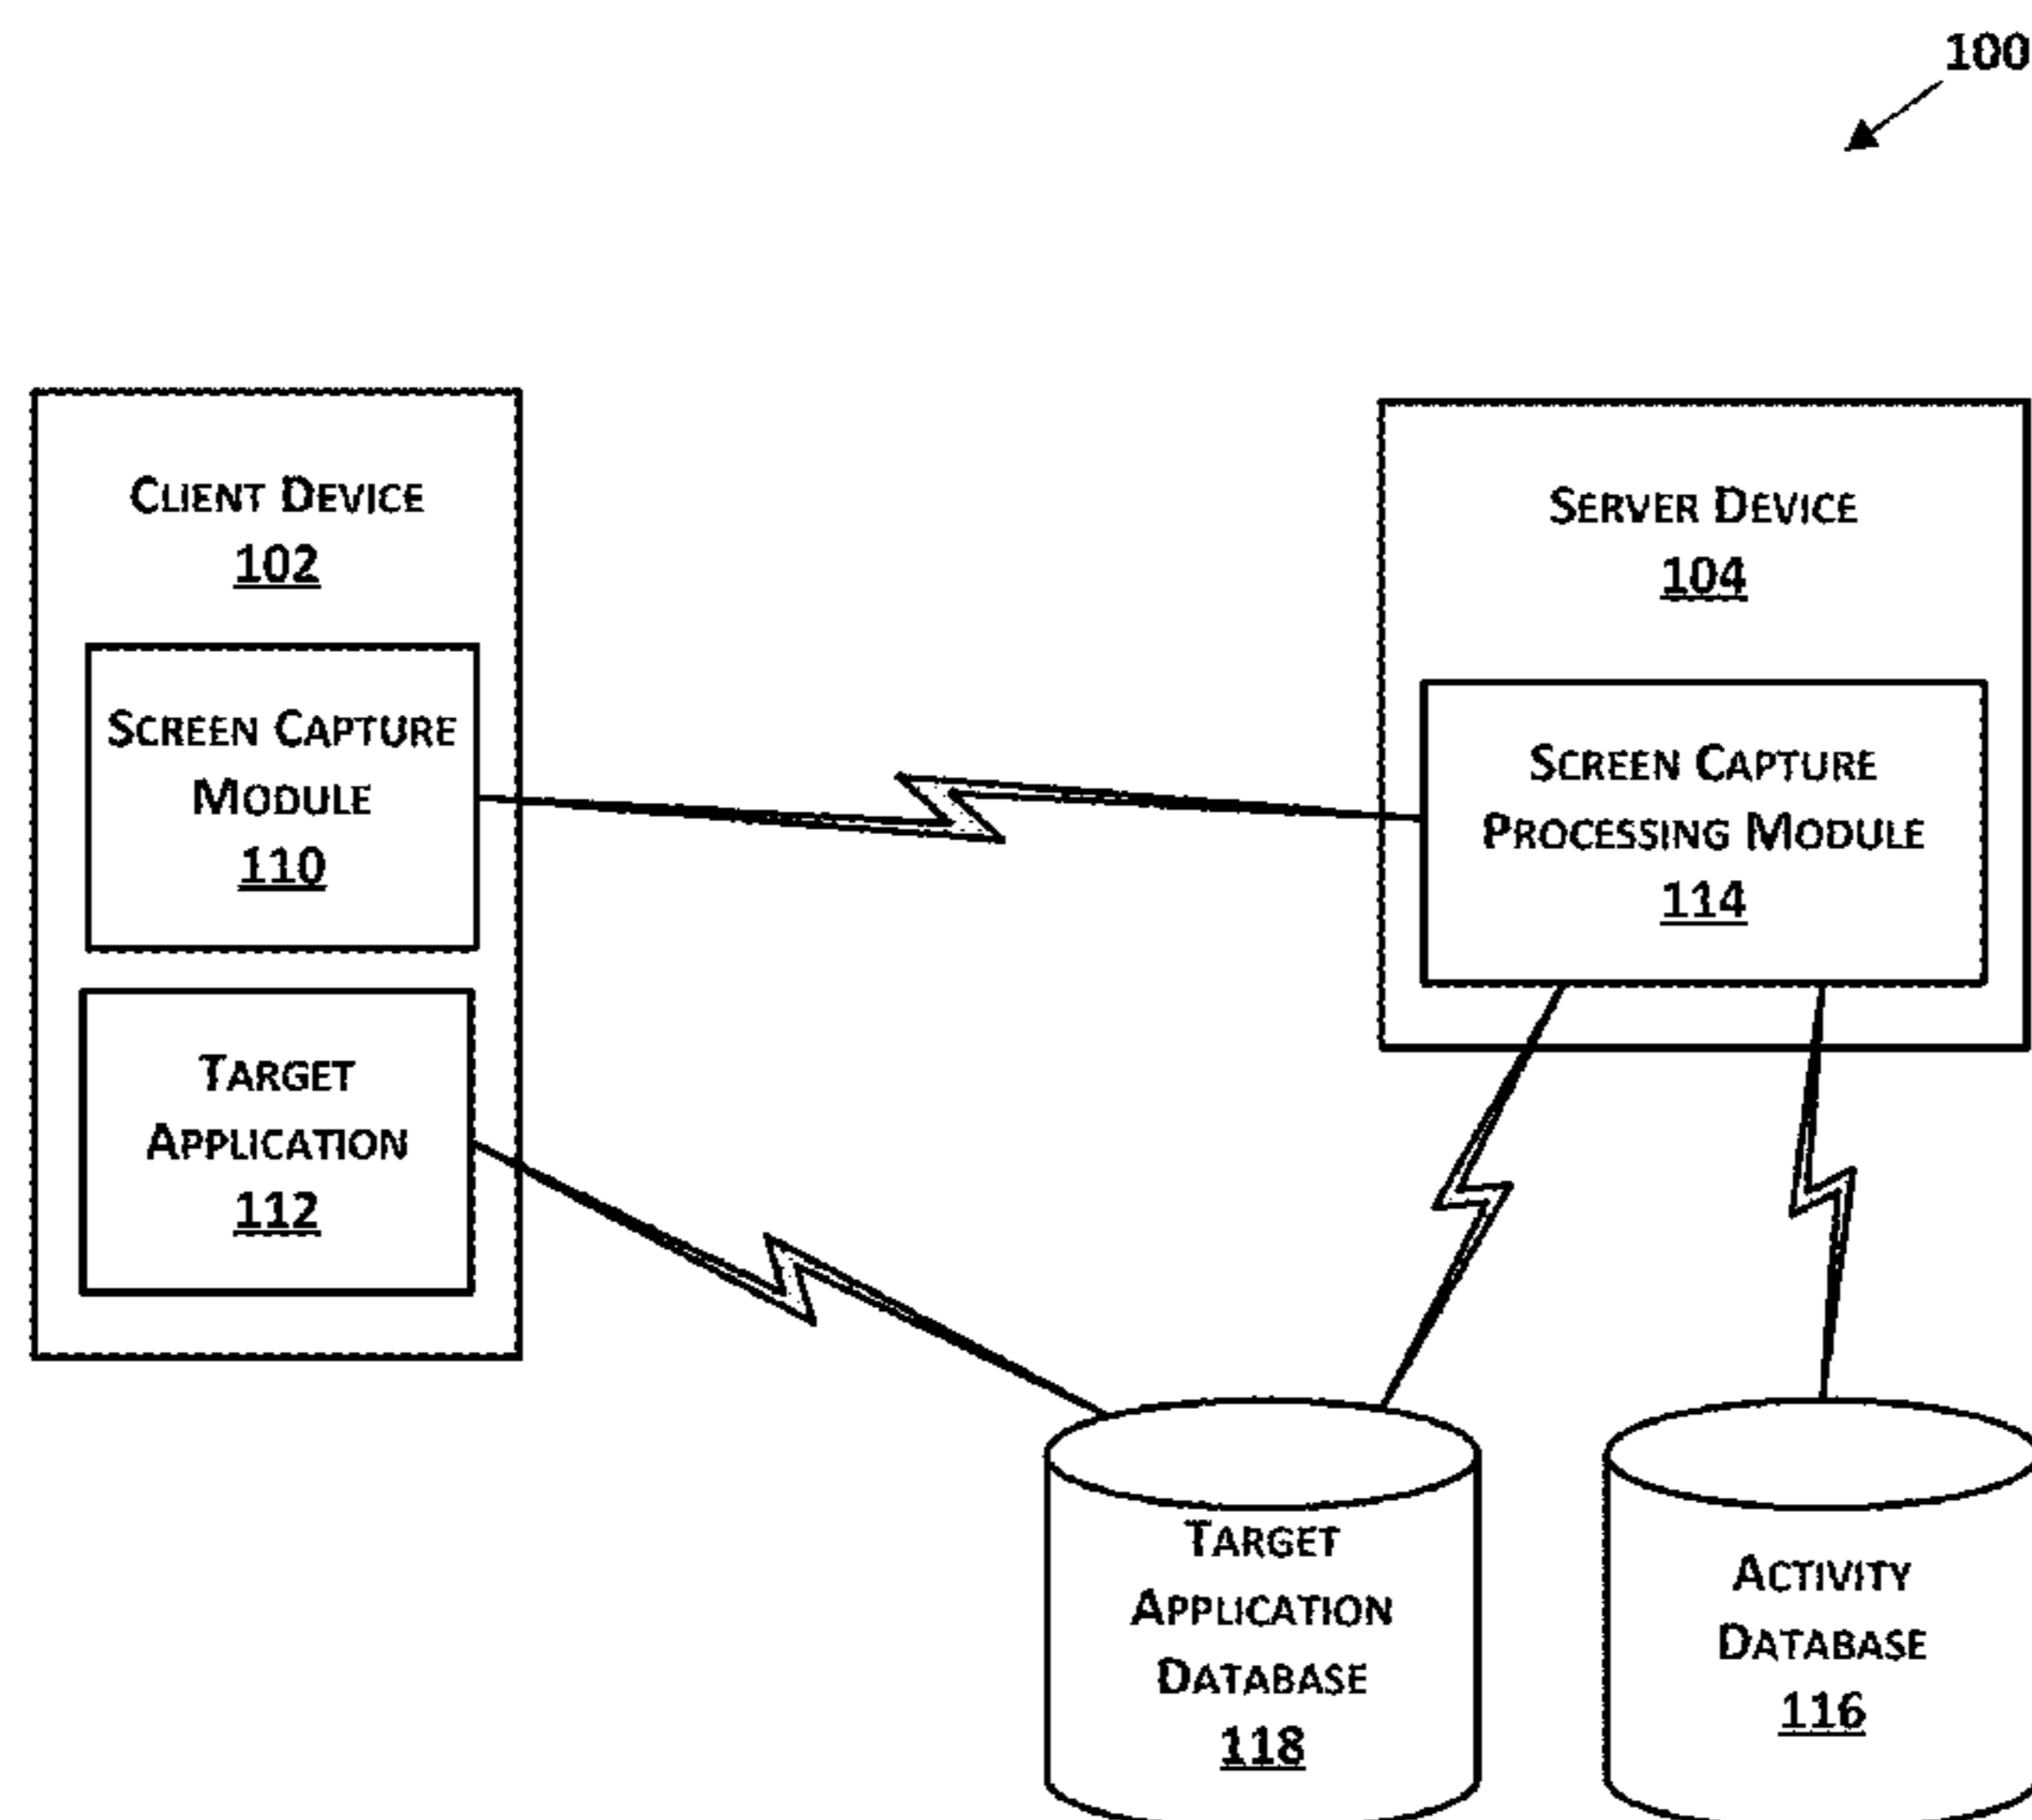 100
CLIENT DEVICE
102
SCREEN CAPTURE
MODULE
110
TARGET
APPLICATION
112
SERVER DEVICE
104
SCREEN CAPTURE
PROCESSING MODULE
114
TARGET
APPLICATION
DATABASE
118
ACTIVITY
DATABASE
116